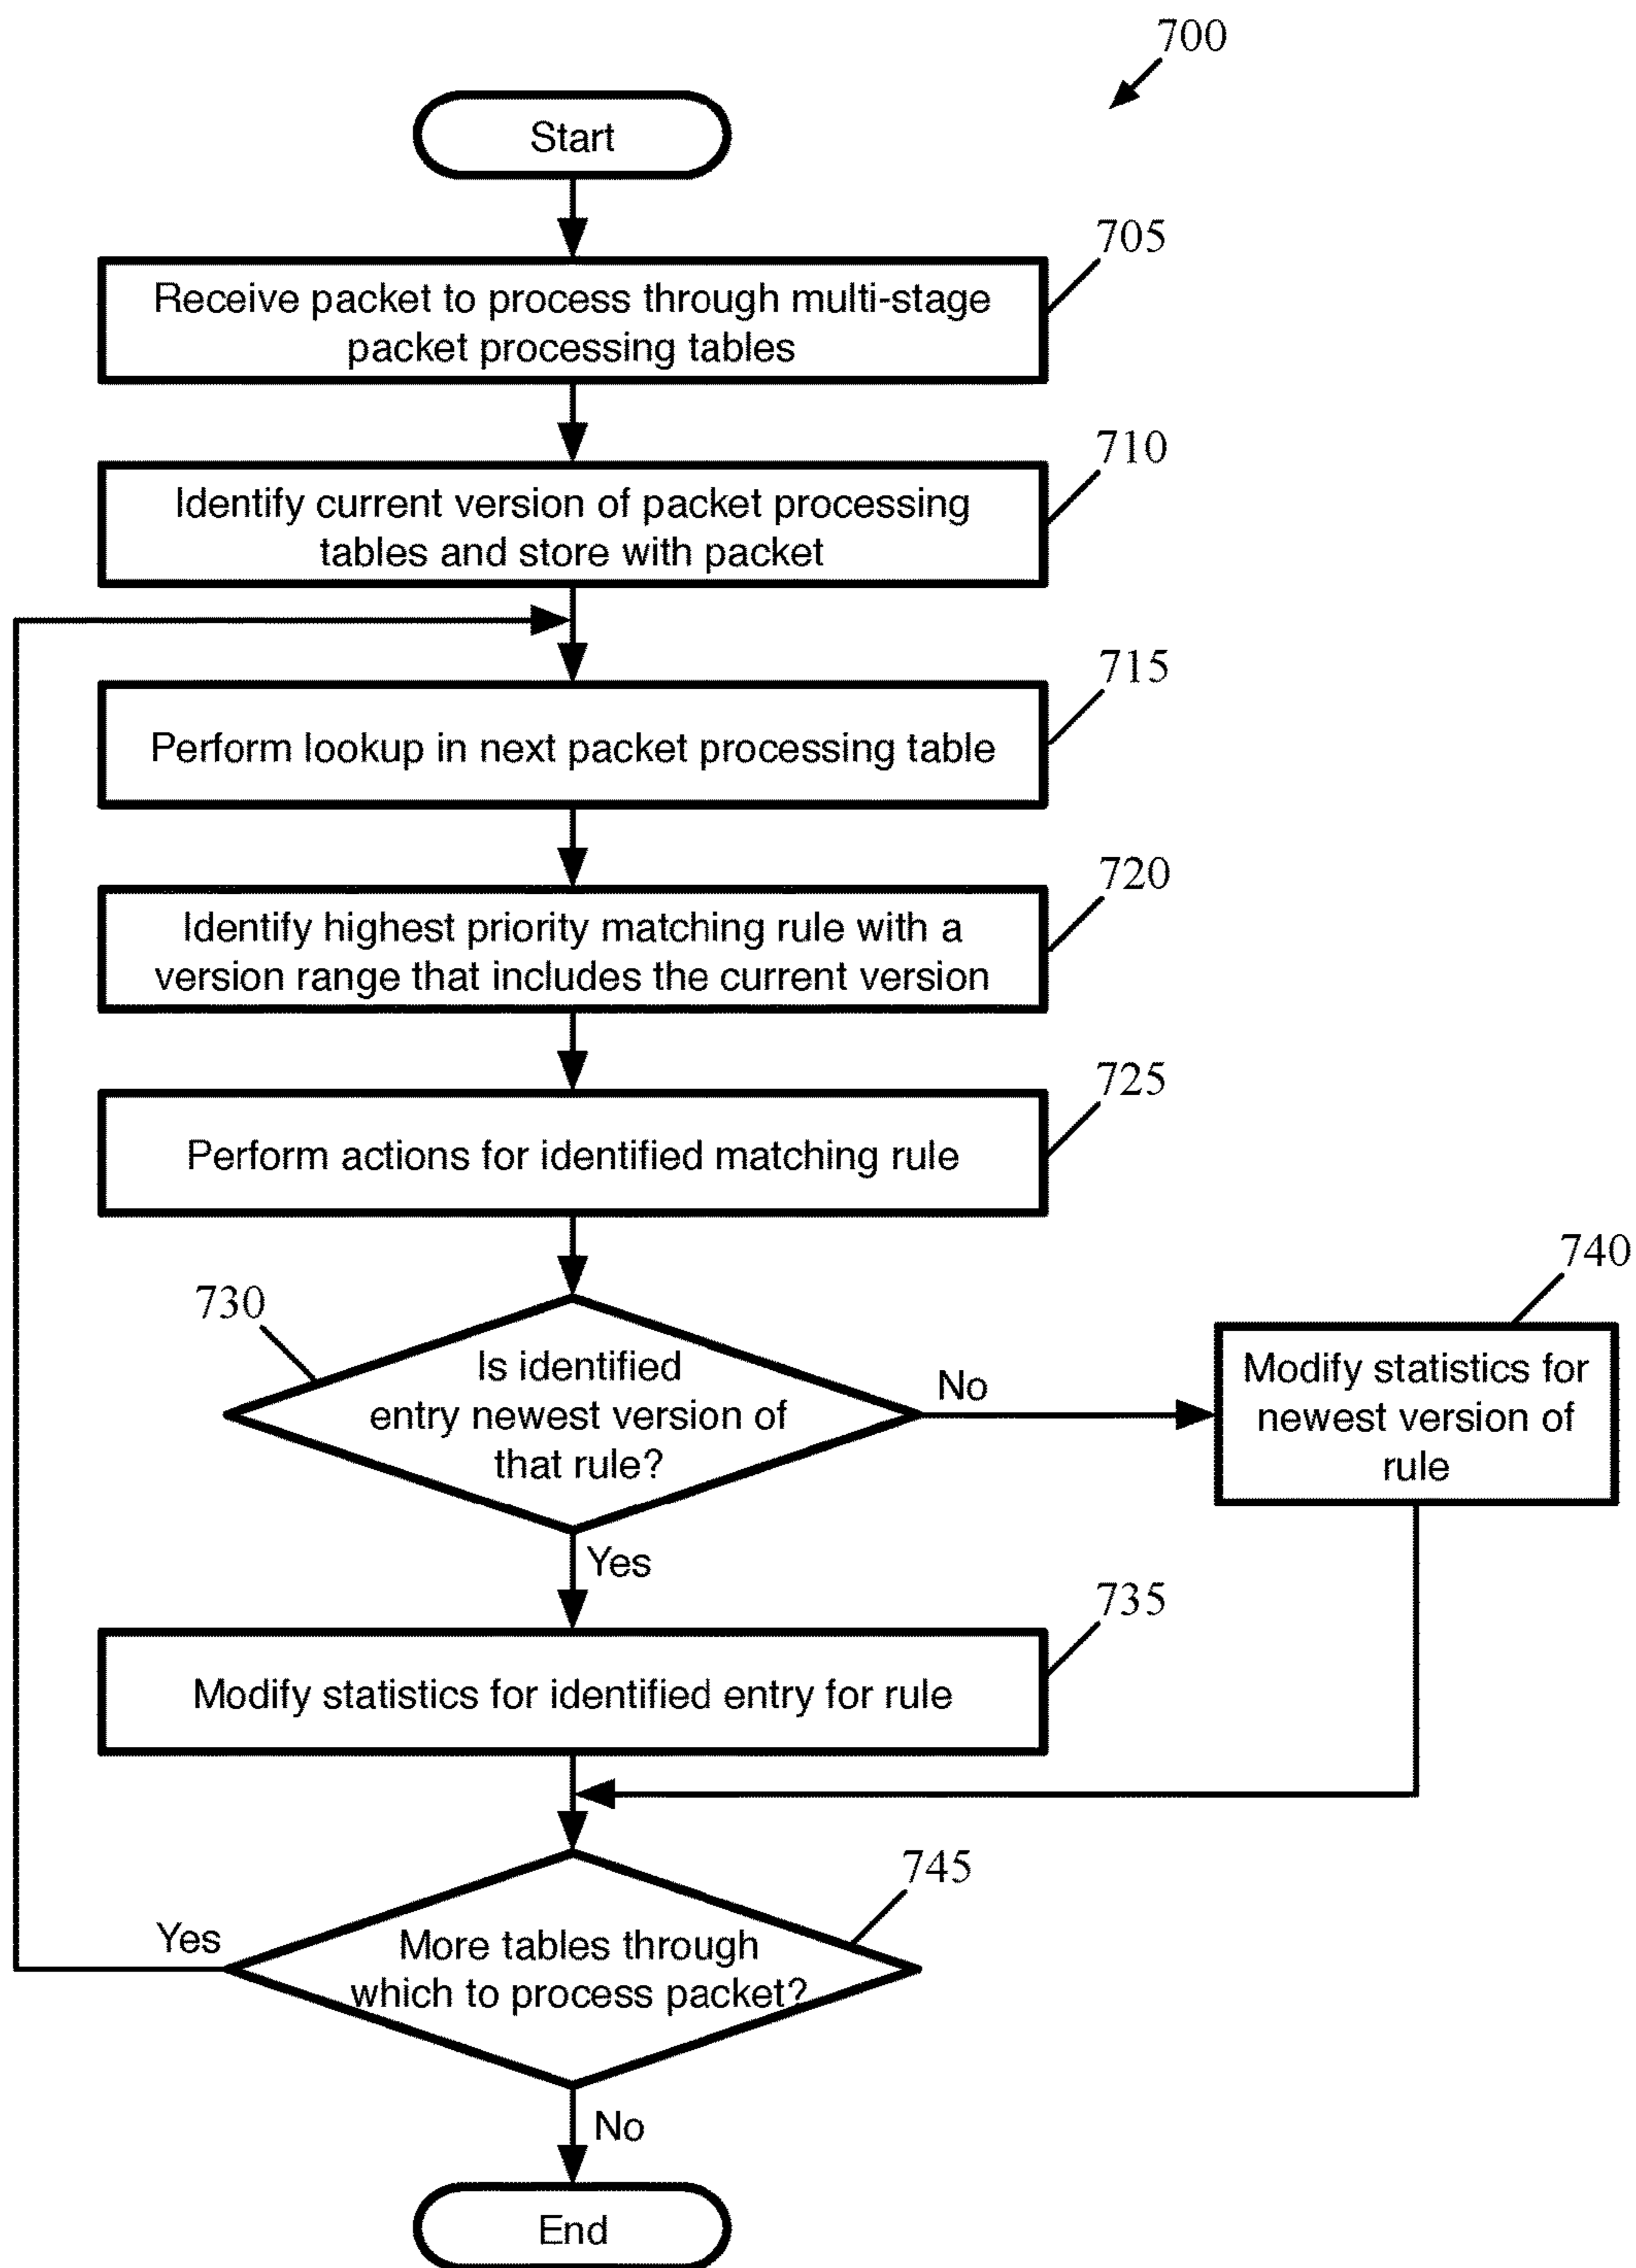 700
Start
705
Receive packet to process through multi-stage
packet processing tables
710
Identify current version of packet processing
tables and store with packet
715
Perform lookup in next packet processing table
720
Identify highest priority matching rule with a
version range that includes the current version
725
Perform actions for identified matching rule
730
Is identified
entry newest version of
that rule?
No
740
Modify statistics for
newest version of
rule
Yes
735
Modify statistics for identified entry for rule
745
More tables through
which to process packet?
Yes
No
End